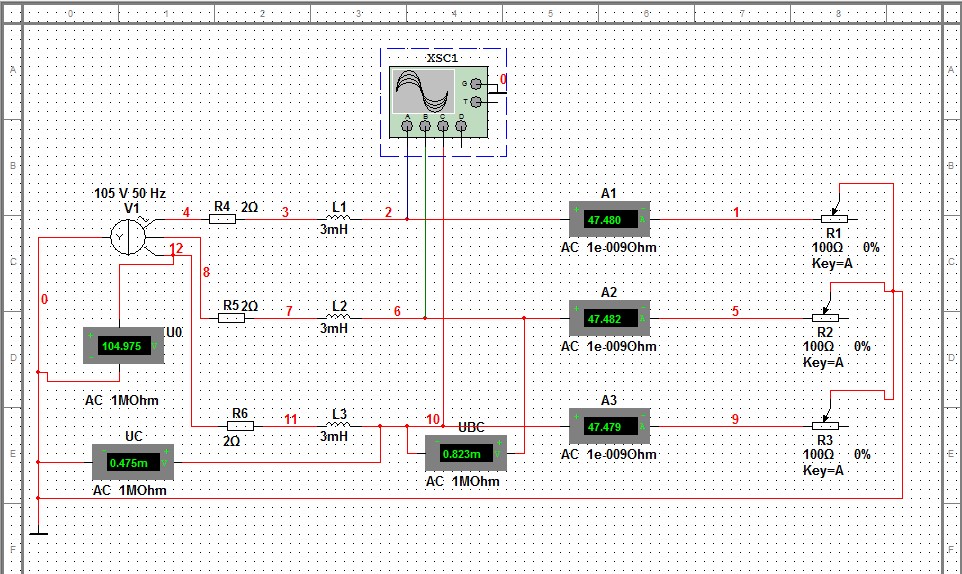 0 1 2 3 4 5 6 7 8
A A
B B
C C
D D
E E
F F
XSC1
G
T
A B C D
0
105 V 50 Hz
V1
Y
4
R4 2Ω
3
L1
3mH
2
A1
47.480 A
AC 1e-009Ohm
1
R1
100Ω 0%
Key=A
12
8
0
R5 2Ω
7
L2
3mH
6
A2
47.482 A
AC 1e-009Ohm
5
R2
100Ω 0%
Key=A
U0
104.975 V
AC 1MOhm
R6
2Ω
11
L3
3mH
10
A3
47.479 A
AC 1e-009Ohm
9
R3
100Ω 0%
Key=A
UC
0.475m V
AC 1MOhm
UBC
0.823m V
AC 1MOhm